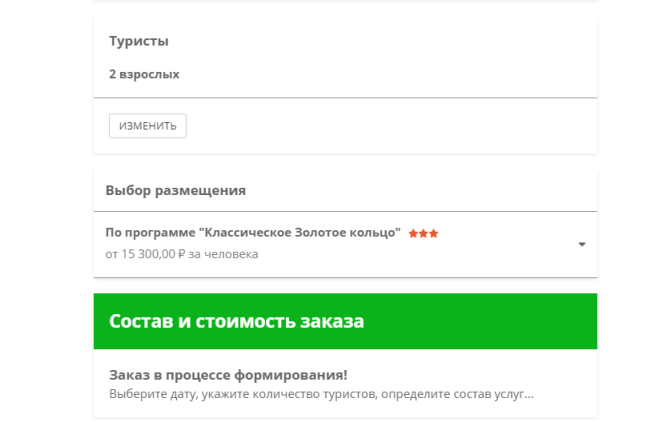 Туристы
2 взрослых
ИЗМЕНИТЬ
Выбор размещения
По программе "Классическое Золотое кольцо"
от 15 300,00 ₽ за человека
Состав и стоимость заказа
Заказ в процессе формирования!
Выберите дату, укажите количество туристов, определите состав услуг...